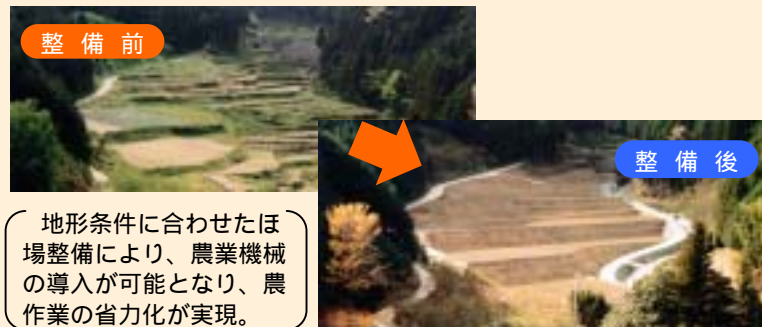 整備前
整備後
地形条件に合わせたほ
場整備により、農業機械
の導入が可能となり、農
作業の省力化が実現。